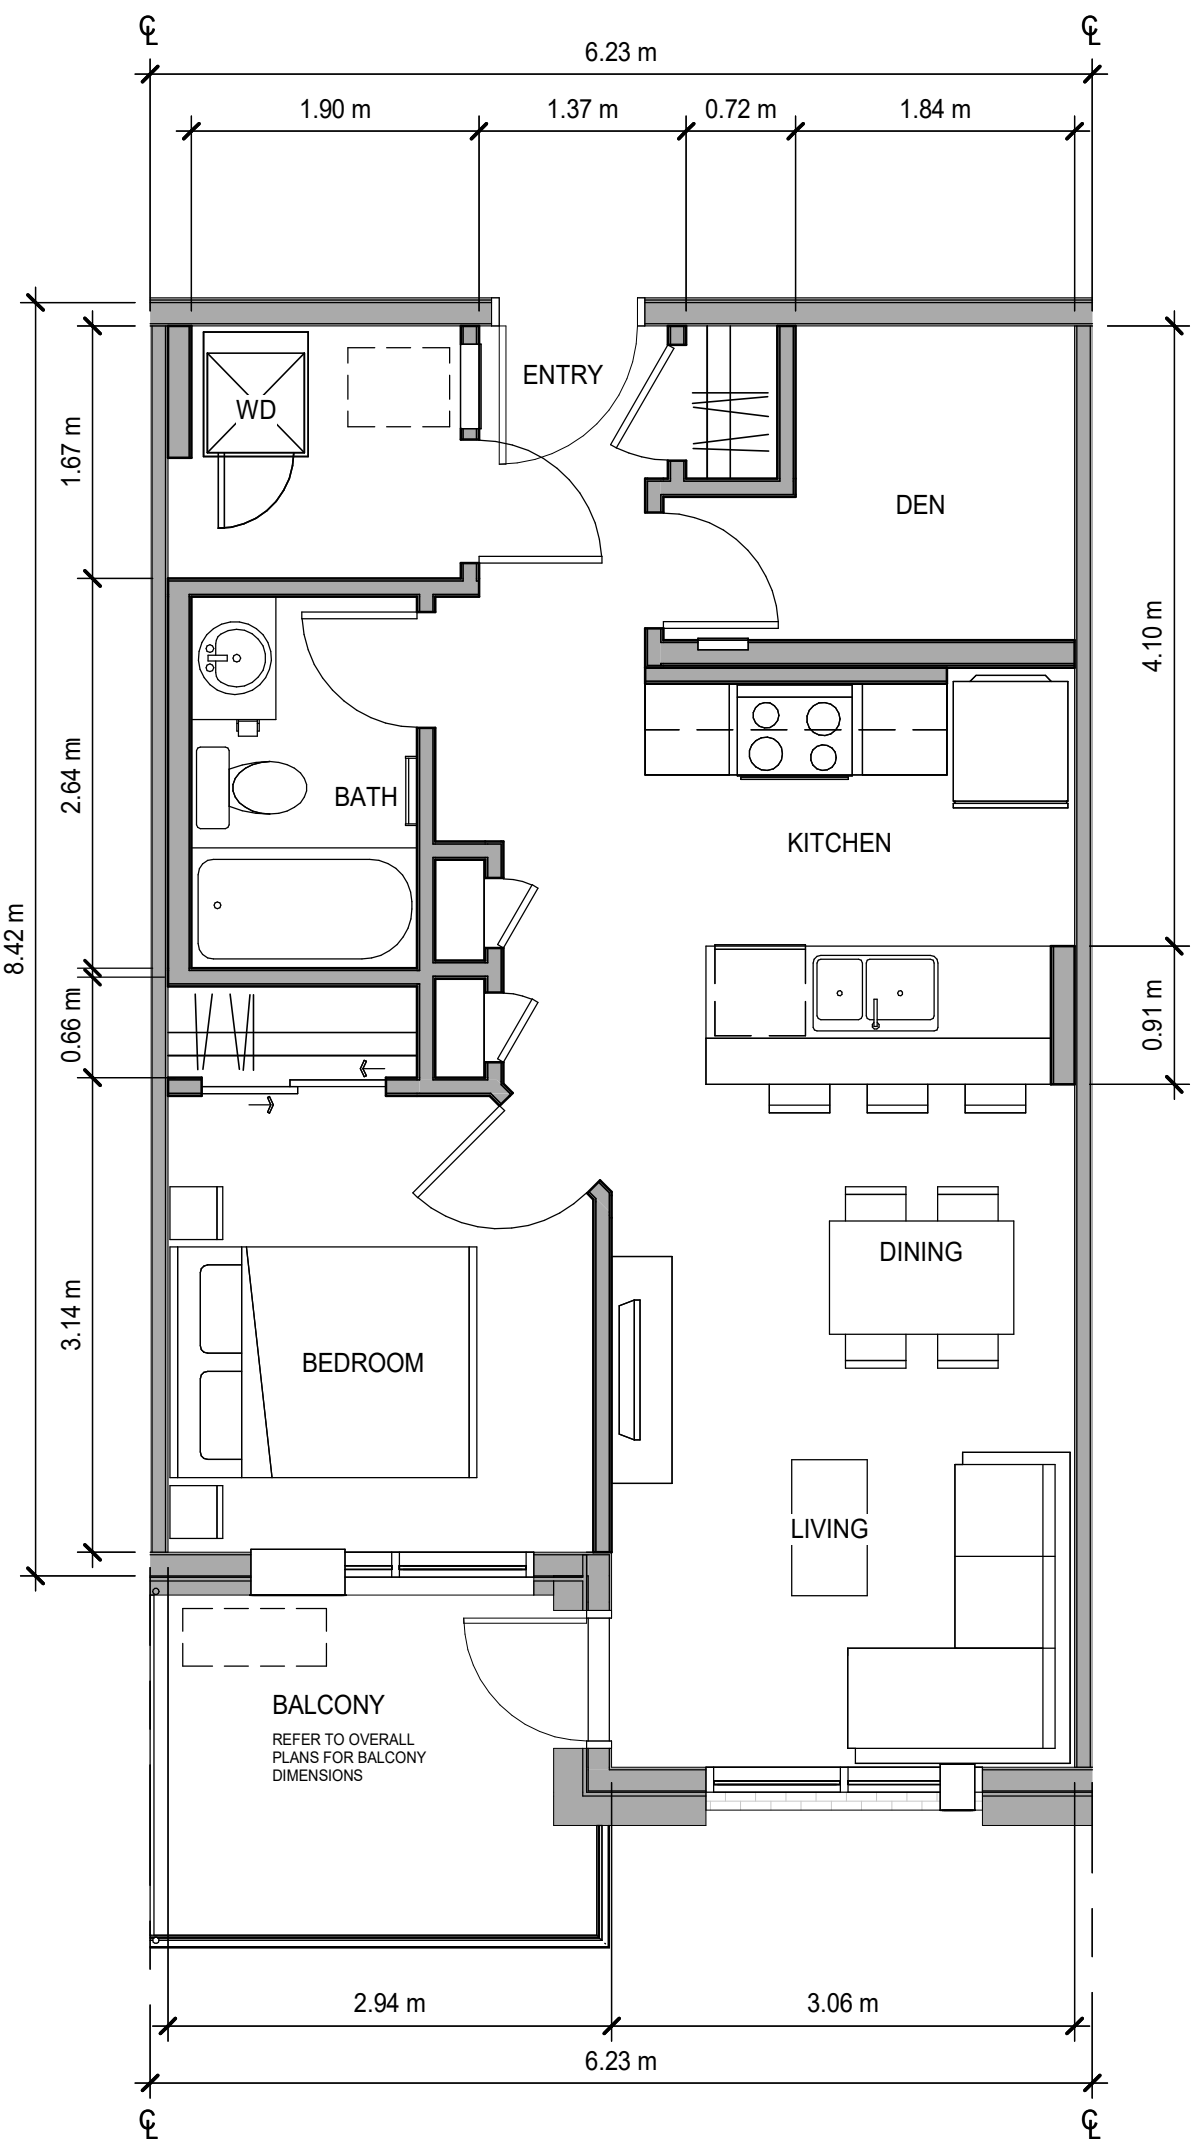 ℄ ℄
6.23 m
1.90 m 1.37 m 0.72 m 1.84 m
ENTRY
WD
1.67 m
DEN
4.10 m
2.64 m
BATH
KITCHEN
8.42 m
0.66 m
0.91 m
DINING
3.14 m
BEDROOM
LIVING
BALCONY
REFER TO OVERALL
PLANS FOR BALCONY
DIMENSIONS
2.94 m 3.06 m
6.23 m
℄ ℄